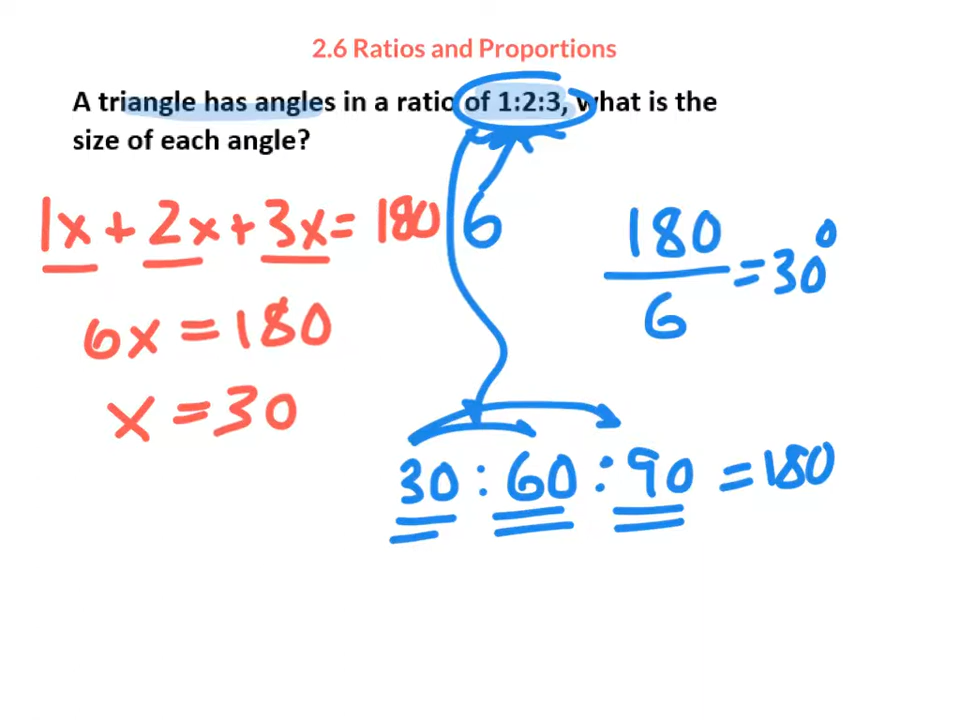 2.6 Ratios and Proportions
A triangle has angles in a ratio of 1:2:3, what is the
size of each angle?
1x + 2x + 3x = 180
6x = 180
x = 30
6
180
6
= 30°
30 : 60 : 90 = 180